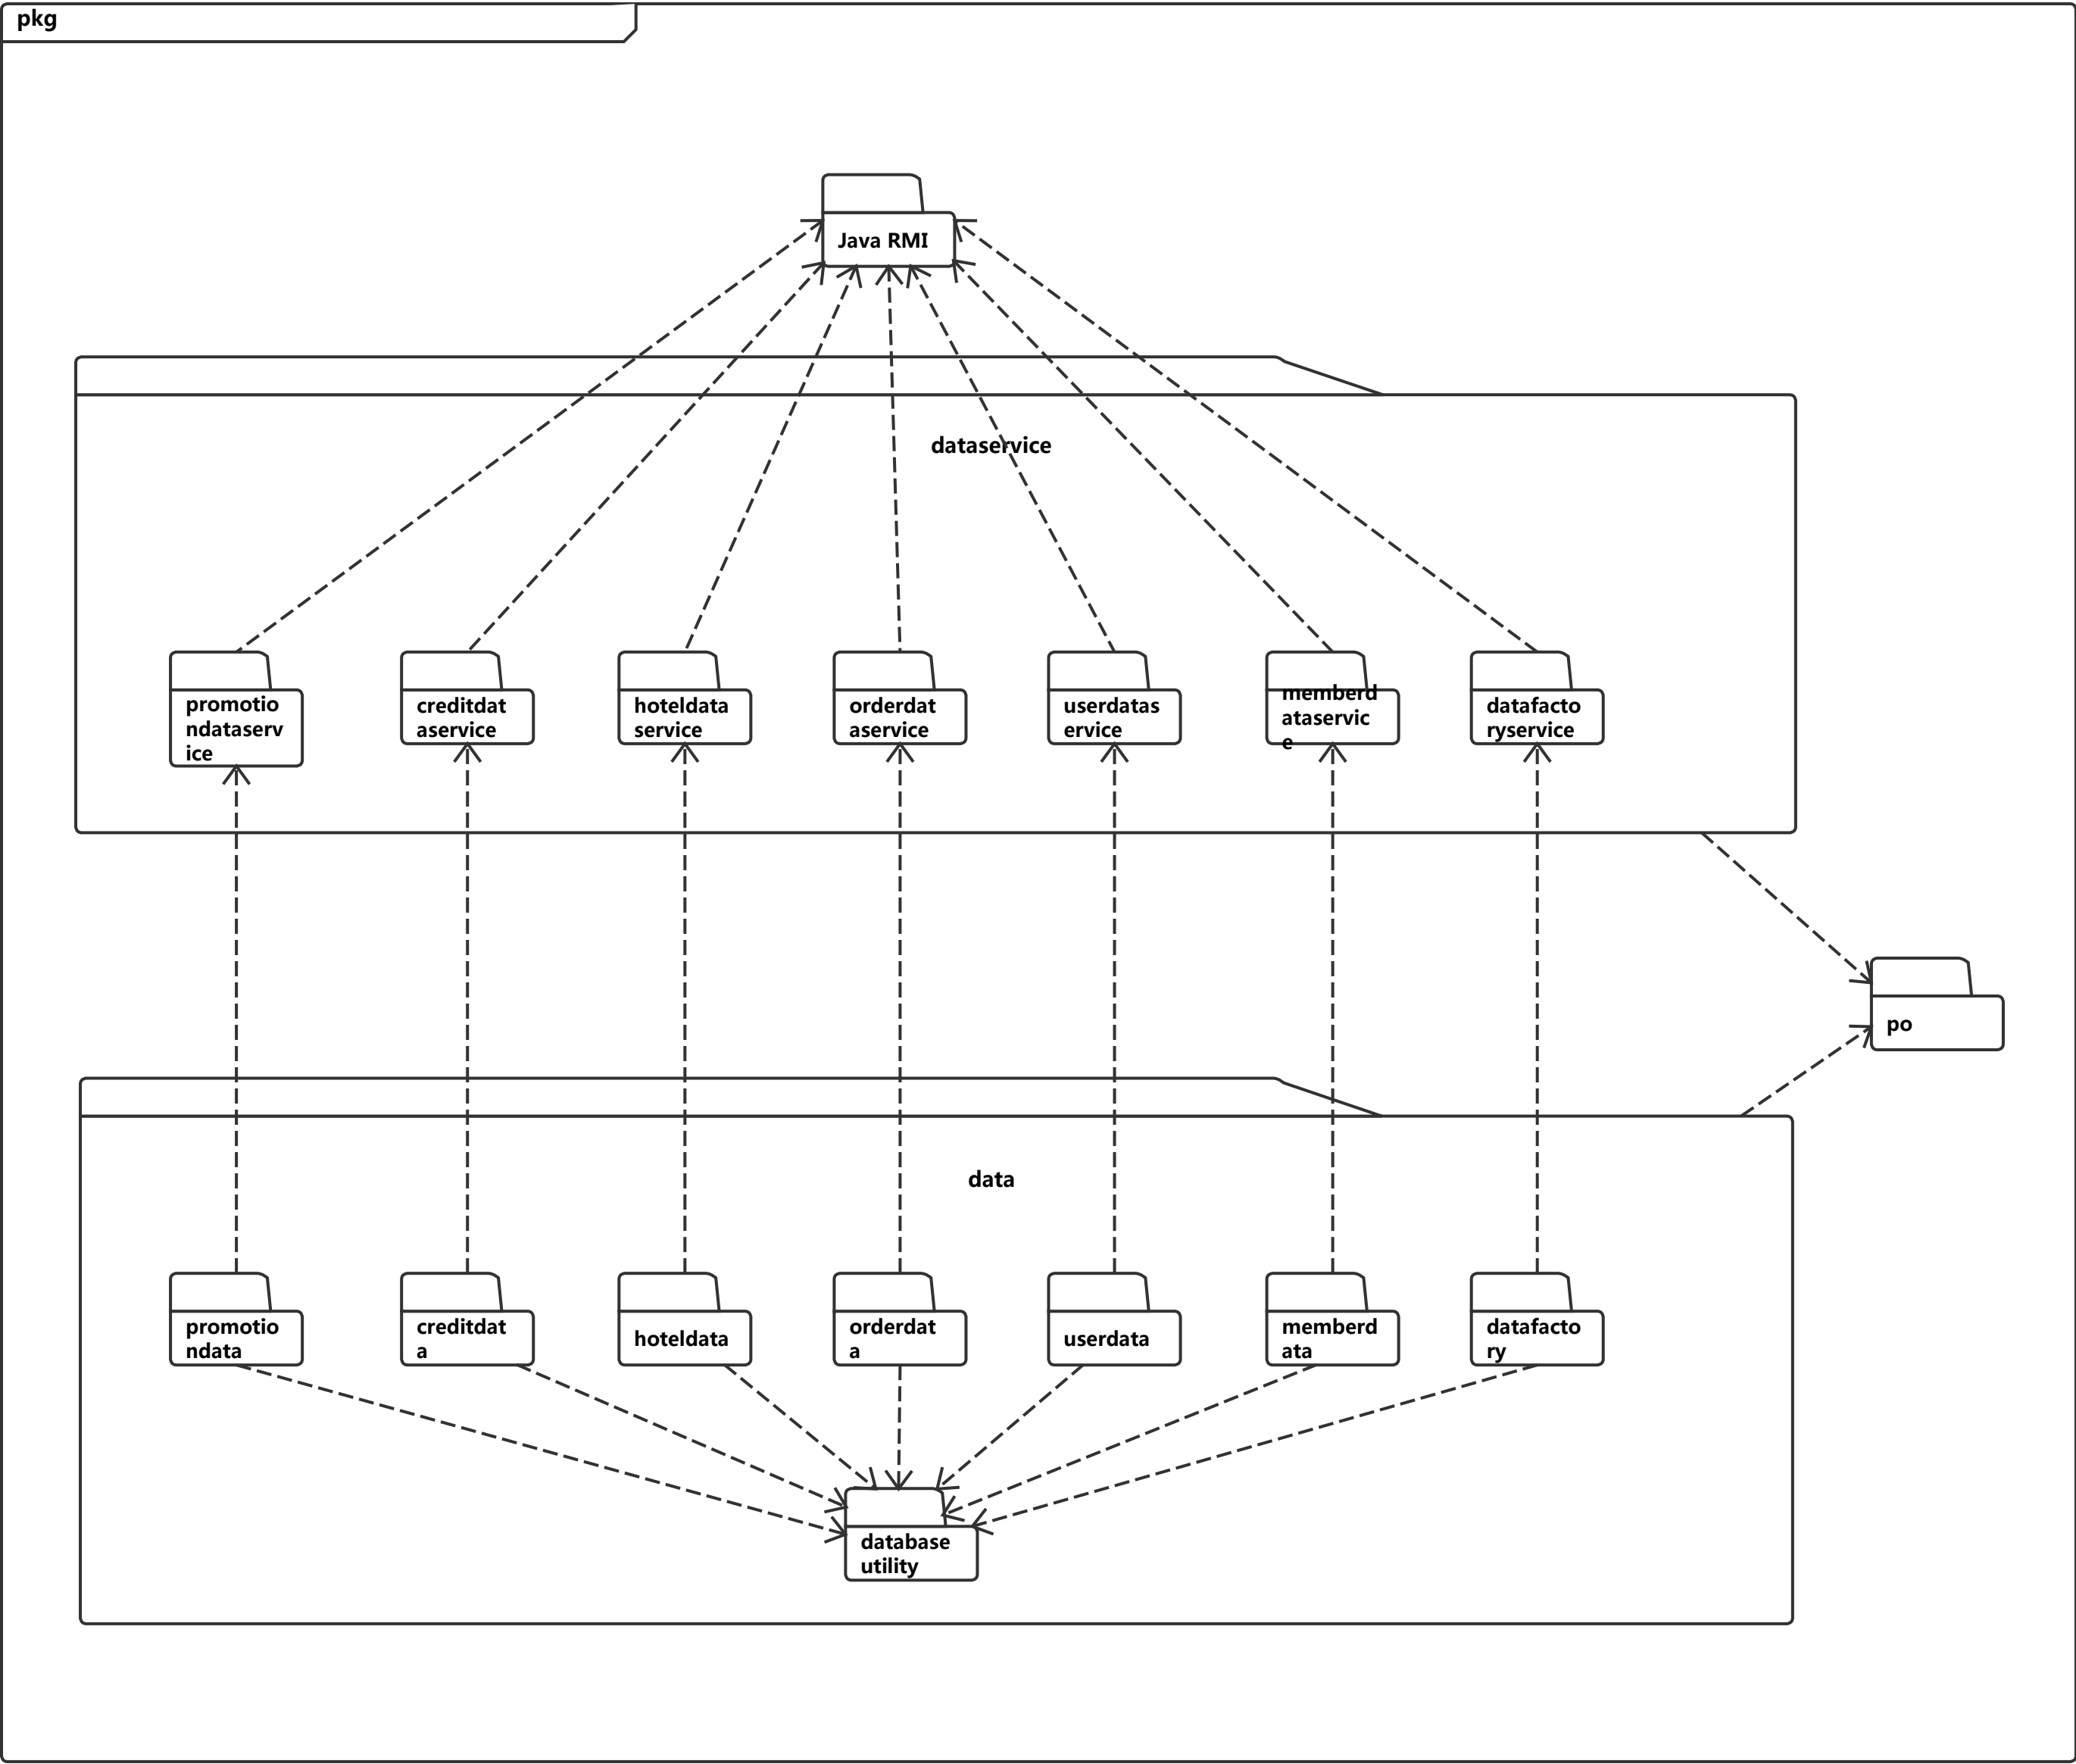 pkg
Java RMI
dataservice
promotio
ndataserv
ice
creditdat
aservice
hoteldata
service
orderdat
aservice
userdatas
ervice
memberd
ataservic
e
datafacto
ryservice
po
data
promotio
ndata
creditdat
a
hoteldata
orderdat
a
userdata
memberd
ata
datafacto
ry
database
utility